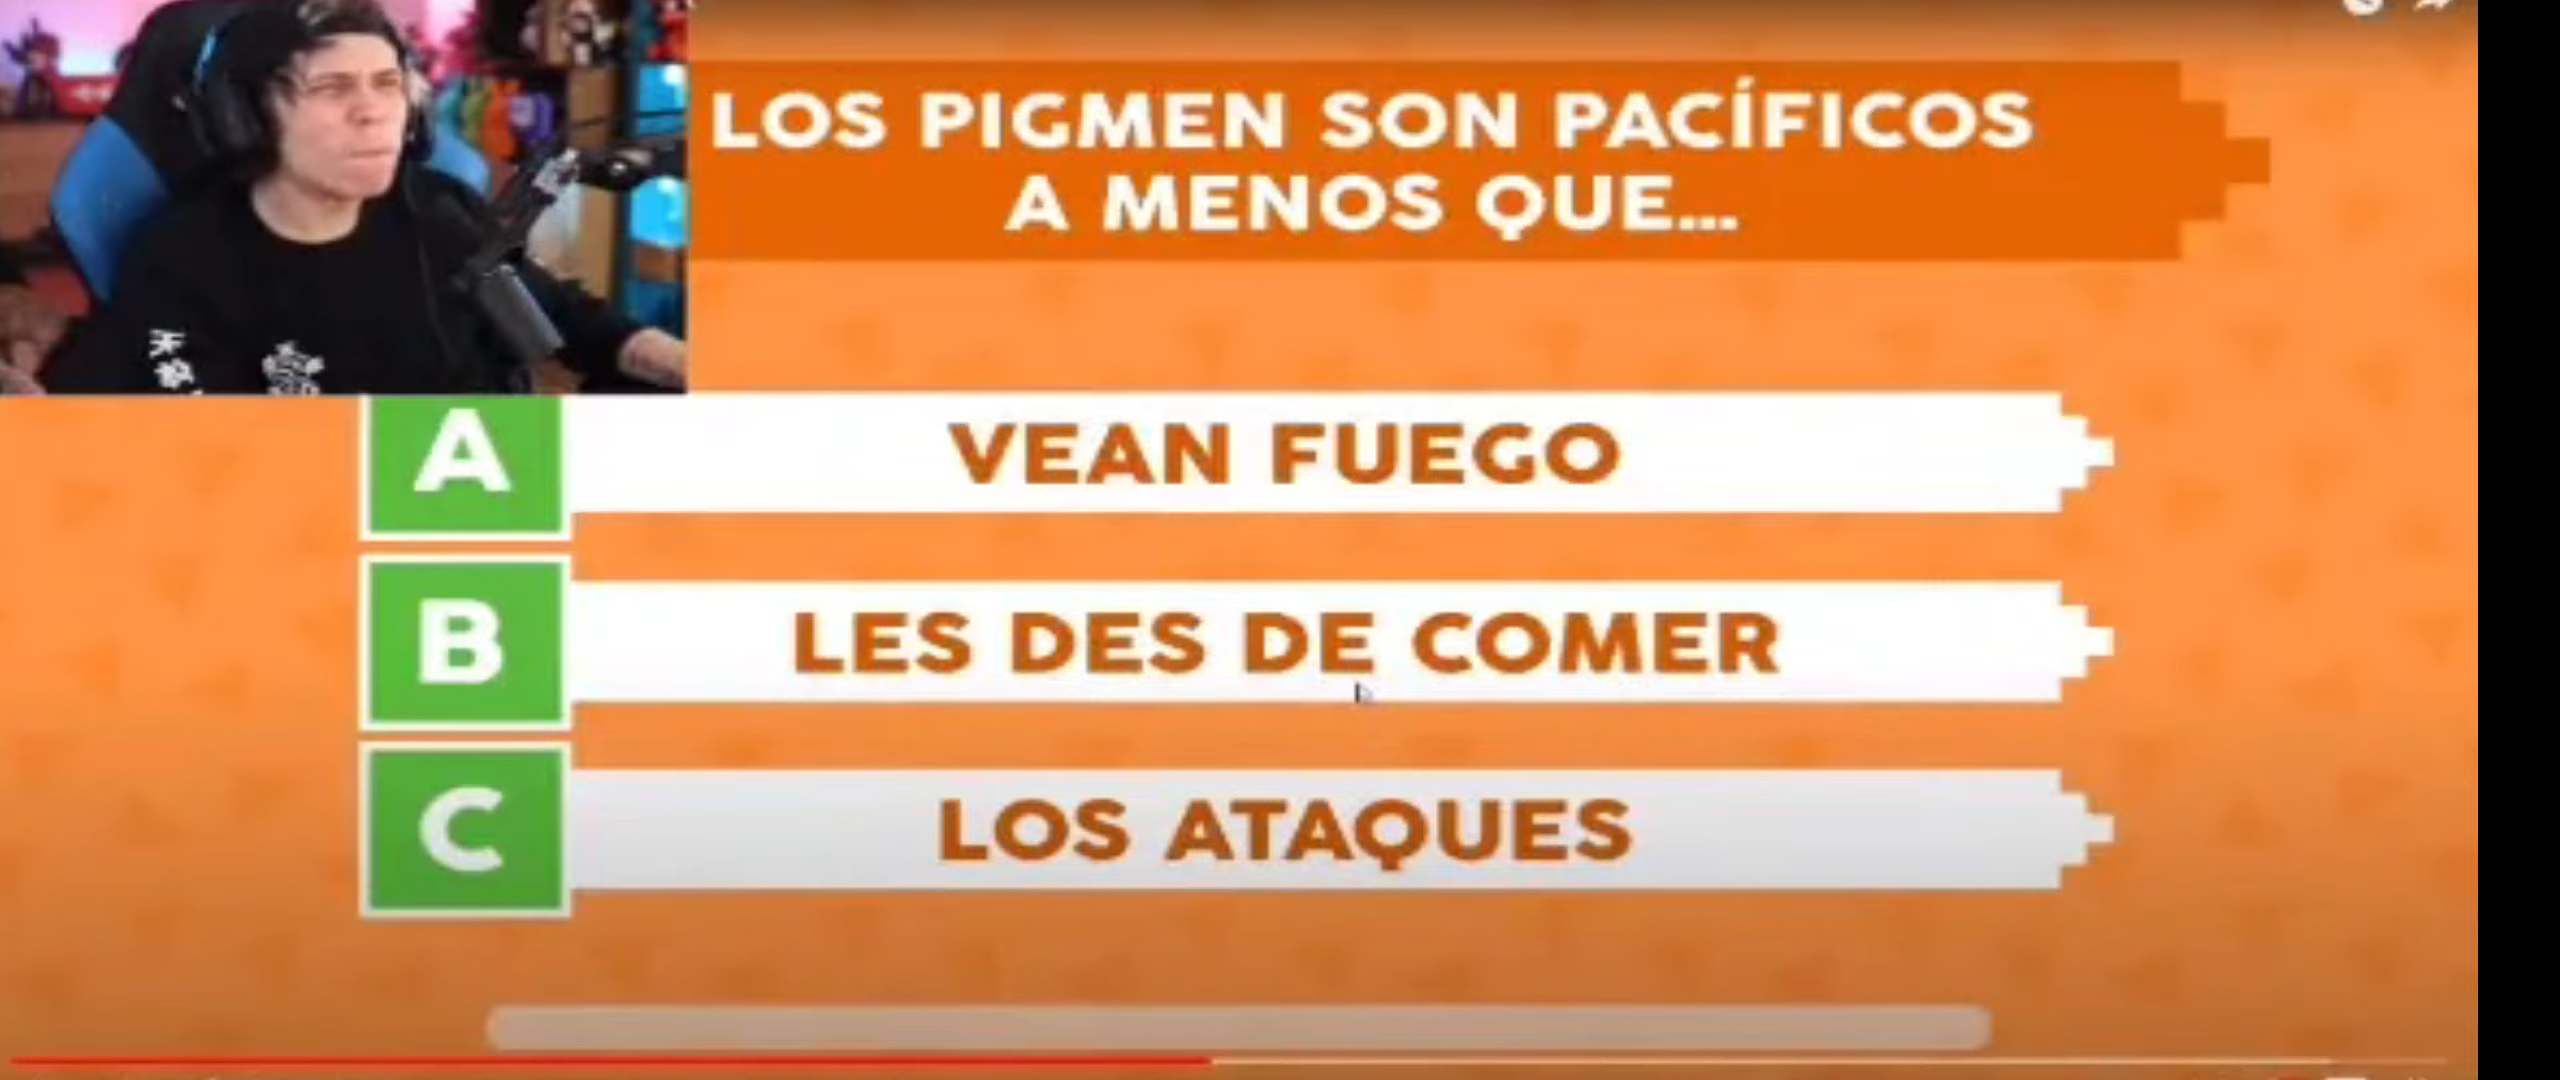 LOS PIGMEN SON PACÍFICOS
A MENOS QUE...
A
VEAN FUEGO
B
LES DES DE COMER
C
LOS ATAQUES